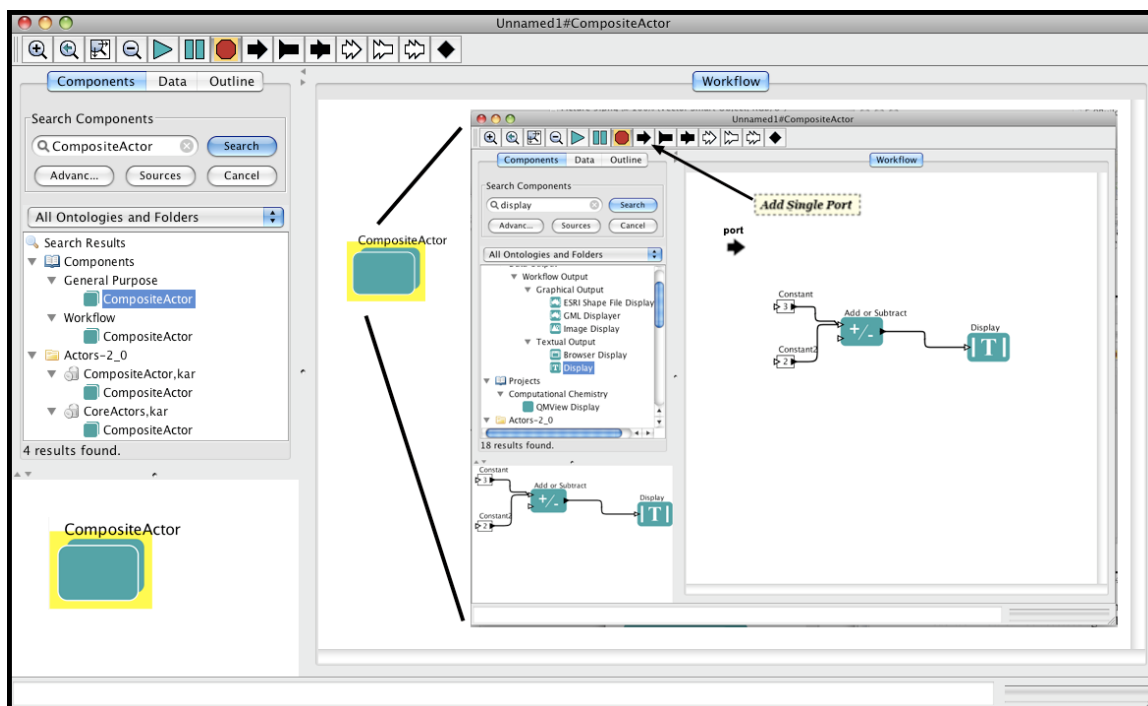 Unnamed1#CompositeActor
Components Data Outline
Workflow
Search Components
CompositeActor Search
Advanc... Sources Cancel
All Ontologies and Folders
Search Results
Components
General Purpose
CompositeActor
Workflow
CompositeActor
Actors-2_0
CompositeActor,kar
CompositeActor
CoreActors,kar
CompositeActor
4 results found.
CompositeActor
CompositeActor
Unnamed1#CompositeActor
Components Data Outline
Workflow
Search Components
display Search
Advanc... Sources Cancel
All Ontologies and Folders
Workflow Output
Graphical Output
ESRI Shape File Display
GML Displayer
Image Display
Textual Output
Browser Display
T Display
Projects
Computational Chemistry
QMView Display
Actors-2_0
18 results found.
Constant
3
Add or Subtract
+/-
Constant2
2
Display
T
Add Single Port
port
Constant
3
Add or Subtract
+/-
Constant2
2
Display
T